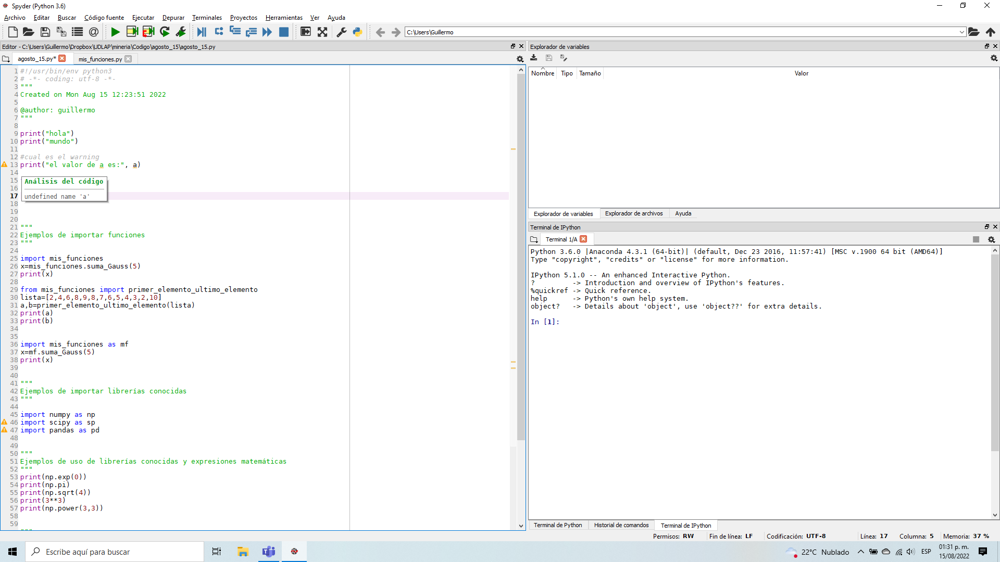 Spyder (Python 3.6)
Archivo Editar Buscar Código fuente Ejecutar Depurar Terminales Proyectos Herramientas Ver Ayuda
C:\Users\Guillermo
Editor - C:\Users\Guillermo\Dropbox\UDLAP\mineria\Codigo\agosto_15\agosto_15.py
agosto_15.py* mis_funciones.py
1 #!/usr/bin/env python3
2 # -*- coding: utf-8 -*-
3 """
4 Created on Mon Aug 15 12:23:51 2022
5
6 @author: guillermo
7 """
8
9 print("hola")
10 print("mundo")
11
12 #cual es el warning
13 print("el valor de a es:", a)
14
15
16
17
18
19
20
21 """
22 Ejemplos de importar funciones
23 """
24
25 import mis_funciones
26 x=mis_funciones.suma_Gauss(5)
27 print(x)
28
29 from mis_funciones import primer_elemento_ultimo_elemento
30 lista=[2,4,6,8,9,8,7,6,5,4,3,2,10]
31 a,b=primer_elemento_ultimo_elemento(lista)
32 print(a)
33 print(b)
34
35
36 import mis_funciones as mf
37 x=mf.suma_Gauss(5)
38 print(x)
39
40
41 """
42 Ejemplos de importar librerías conocidas
43 """
44
45 import numpy as np
46 import scipy as sp
47 import pandas as pd
48
49
50 """
51 Ejemplos de uso de librerías conocidas y expresiones matemáticas
52 """
53 print(np.exp(0))
54 print(np.pi)
55 print(np.sqrt(4))
56 print(3**3)
57 print(np.power(3,3))
58
59
"""
Análisis del código
undefined name 'a'
Explorador de variables
Nombre Tipo Tamaño Valor
Explorador de variables Explorador de archivos Ayuda
Terminal de IPython
Terminal 1/A
Python 3.6.0 |Anaconda 4.3.1 (64-bit)| (default, Dec 23 2016, 11:57:41) [MSC v.1900 64 bit (AMD64)]
Type "copyright", "credits" or "license" for more information.
IPython 5.1.0 -- An enhanced Interactive Python.
? -> Introduction and overview of IPython's features.
%quickref -> Quick reference.
help -> Python's own help system.
object? -> Details about 'object', use 'object??' for extra details.
In [1]:
Terminal de Python Historial de comandos Terminal de IPython
Permisos: RW Fin de línea: LF Codificación: UTF-8 Línea: 17 Columna: 5 Memoria: 37 %
Escribe aquí para buscar
22°C Nublado ESP
01:31 p. m.
15/08/2022